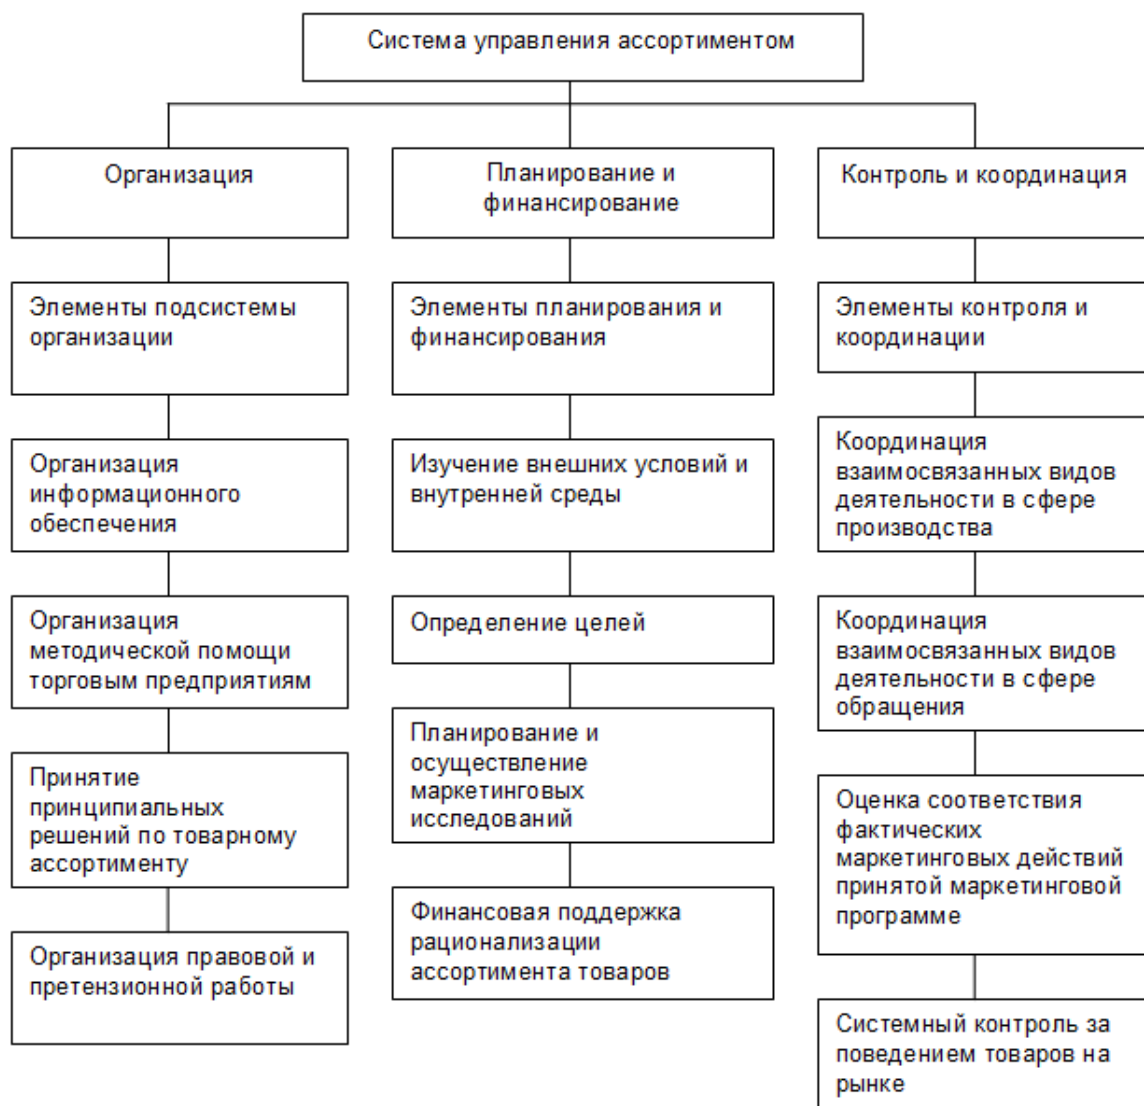 Система управления ассортиментом
Организация
Планирование и
финансирование
Контроль и координация
Элементы подсистемы
организации
Элементы планирования и
финансирования
Элементы контроля и
координации
Организация
информационного
обеспечения
Изучение внешних условий и
внутренней среды
Координация
взаимосвязанных видов
деятельности в сфере
производства
Организация
методической помощи
торговым предприятиям
Определение целей
Координация
взаимосвязанных видов
деятельности в сфере
обращения
Принятие
принципиальных
решений по товарному
ассортименту
Планирование и
осуществление
маркетинговых
исследований
Оценка соответствия
фактических
маркетинговых действий
принятой маркетинговой
программе
Организация правовой и
претензионной работы
Финансовая поддержка
рационализации
ассортимента товаров
Системный контроль за
поведением товаров на
рынке